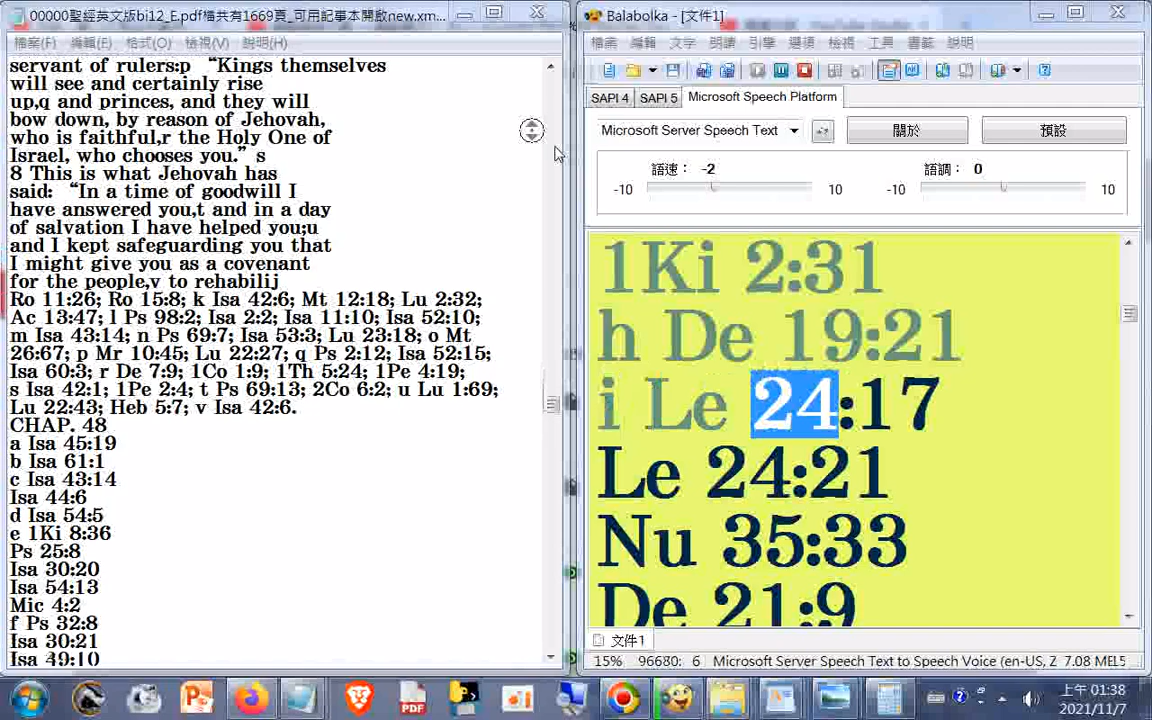 00000聖經英文版bi12_E.pdf檔共有1669頁_可用記事本開啟new.xm...
檔案(F) 編輯(E) 格式(O) 檢視(V) 說明(H)
servant of rulers:p “Kings themselves
will see and certainly rise
up,q and princes, and they will
bow down, by reason of Jehovah,
who is faithful,r the Holy One of
Israel, who chooses you.” s
8 This is what Jehovah has
said: “In a time of goodwill I
have answered you,t and in a day
of salvation I have helped you;u
and I kept safeguarding you that
I might give you as a covenant
for the people,v to rehabilij
Ro 11:26; Ro 15:8; k Isa 42:6; Mt 12:18; Lu 2:32;
Ac 13:47; l Ps 98:2; Isa 2:2; Isa 11:10; Isa 52:10;
m Isa 43:14; n Ps 69:7; Isa 53:3; Lu 23:18; o Mt
26:67; p Mr 10:45; Lu 22:27; q Ps 2:12; Isa 52:15;
Isa 60:3; r De 7:9; 1Co 1:9; 1Th 5:24; 1Pe 4:19;
s Isa 42:1; 1Pe 2:4; t Ps 69:13; 2Co 6:2; u Lu 1:69;
Lu 22:43; Heb 5:7; v Isa 42:6.
CHAP. 48
a Isa 45:19
b Isa 61:1
c Isa 43:14
Isa 44:6
d Isa 54:5
e 1Ki 8:36
Ps 25:8
Isa 30:20
Isa 54:13
Mic 4:2
f Ps 32:8
Isa 30:21
Isa 49:10
Balabolka - [文件1]
檔案 編輯 文字 朗讀 引擎 選項 檢視 工具 書籤 說明
SAPI 4 SAPI 5 Microsoft Speech Platform
Microsoft Server Speech Text 關於 預設
語速： -2 語調： 0
-10 10 -10 10
1Ki 2:31
h De 19:21
i Le 24:17
Le 24:21
Nu 35:33
De 21:9
文件1
15% 96680: 6 Microsoft Server Speech Text to Speech Voice (en-US, Z 7.08 MEL5
PDF
上午 01:38
2021/11/7